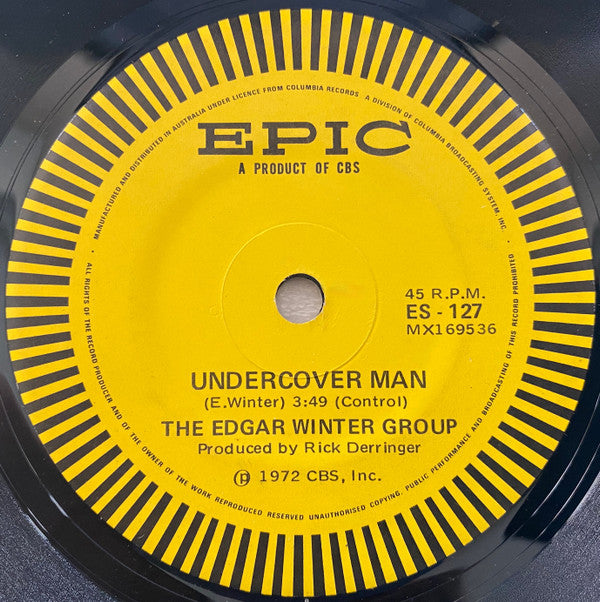 MANUFACTURED AND DISTRIBUTED IN AUSTRALIA UNDER LICENCE FROM COLUMBIA RECORDS A DIVISION OF COLUMBIA BROADCASTING SYSTEM, INC.
EPIC
A PRODUCT OF CBS
45 R.P.M.
ES - 127
MX169536
UNDERCOVER MAN
(E.Winter) 3:49 (Control)
THE EDGAR WINTER GROUP
Produced by Rick Derringer
℗ 1972 CBS, Inc.
ALL RIGHTS OF THE RECORD PRODUCER AND OF THE OWNER OF THE WORK REPRODUCED RESERVED UNAUTHORISED COPYING, PUBLIC PERFORMANCE AND BROADCASTING OF THIS RECORD PROHIBITED